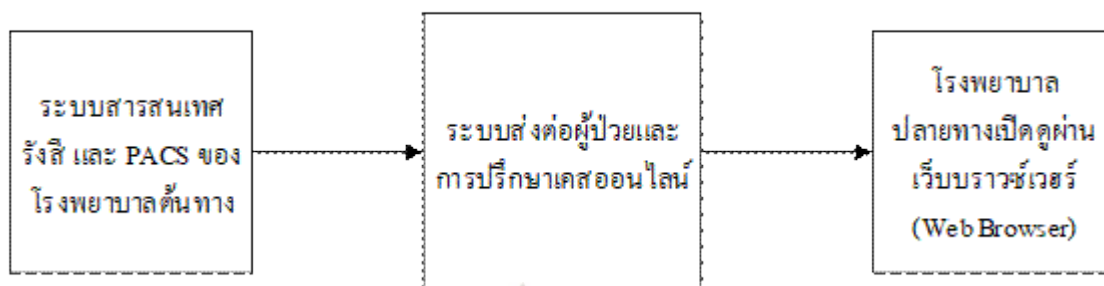 ระบบสารสนเทศ
รังสี และ PACS ของ
โรงพยาบาลต้นทาง
ระบบส่งต่อผู้ป่วยและ
การปรึกษาเคสออนไลน์
โรงพยาบาล
ปลายทางเปิดดูผ่าน
เว็บบราวซ์เวฮร์
(Web Browser)